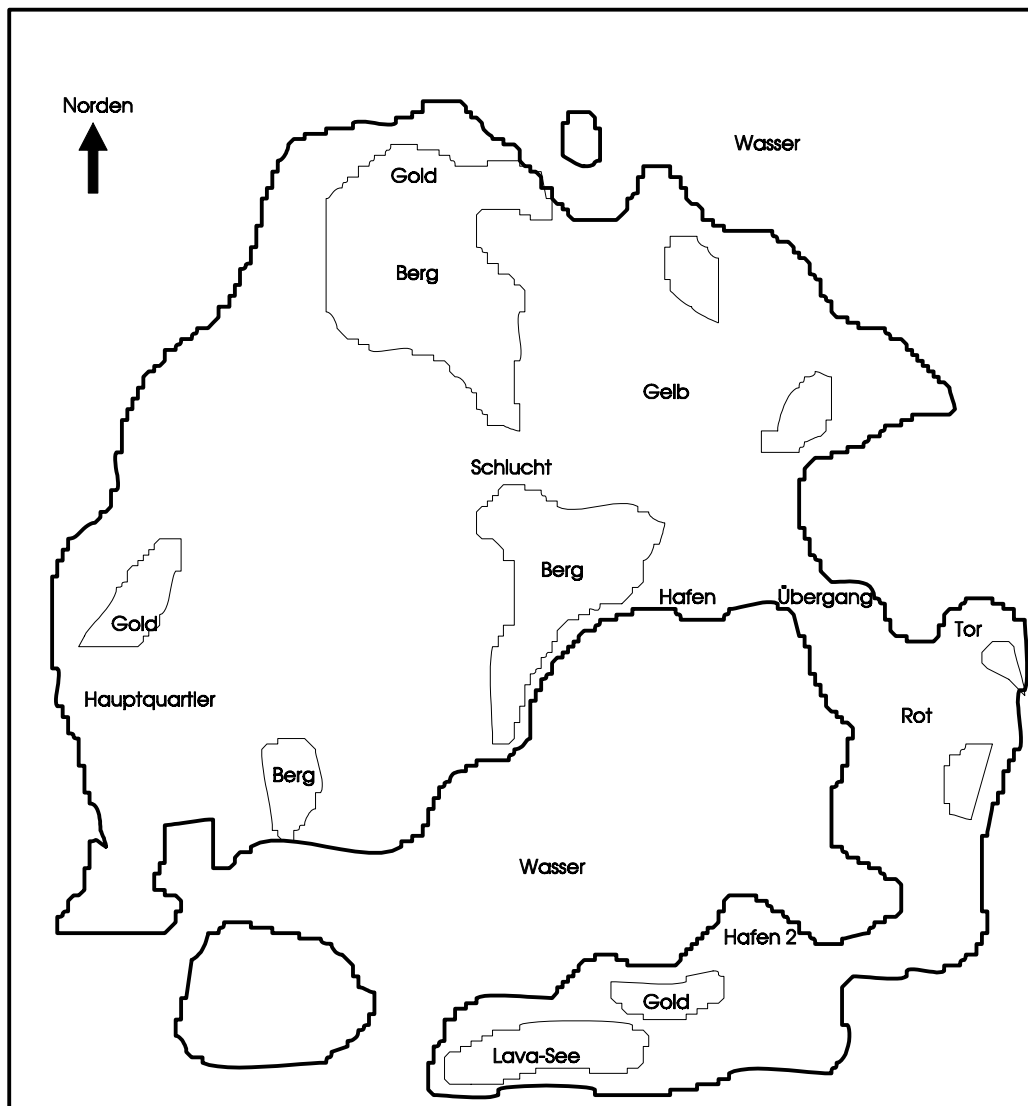 Norden
Wasser
Gold
Berg
Gelb
Schlucht
Berg
Hafen
Übergang
Gold
Tor
Hauptquartier
Rot
Berg
Wasser
Hafen 2
Gold
Lava-See